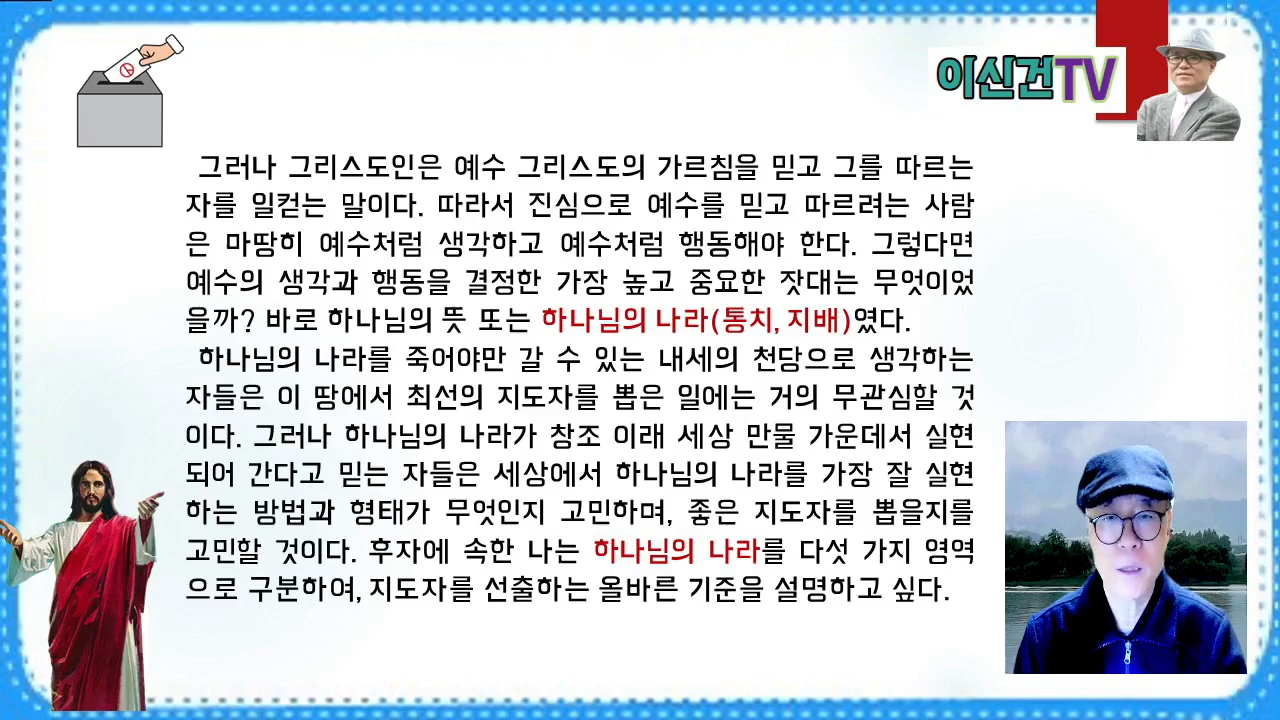 이신건TV
그러나 그리스도인은 예수 그리스도의 가르침을 믿고 그를 따르는
자를 일컫는 말이다. 따라서 진심으로 예수를 믿고 따르려는 사람
은 마땅히 예수처럼 생각하고 예수처럼 행동해야 한다. 그렇다면
예수의 생각과 행동을 결정한 가장 높고 중요한 잣대는 무엇이었
을까? 바로 하나님의 뜻 또는 하나님의 나라(통치, 지배)였다.
하나님의 나라를 죽어야만 갈 수 있는 내세의 천당으로 생각하는
자들은 이 땅에서 최선의 지도자를 뽑은 일에는 거의 무관심할 것
이다. 그러나 하나님의 나라가 창조 이래 세상 만물 가운데서 실현
되어 간다고 믿는 자들은 세상에서 하나님의 나라를 가장 잘 실현
하는 방법과 형태가 무엇인지 고민하며, 좋은 지도자를 뽑을지를
고민할 것이다. 후자에 속한 나는 하나님의 나라를 다섯 가지 영역
으로 구분하여, 지도자를 선출하는 올바른 기준을 설명하고 싶다.